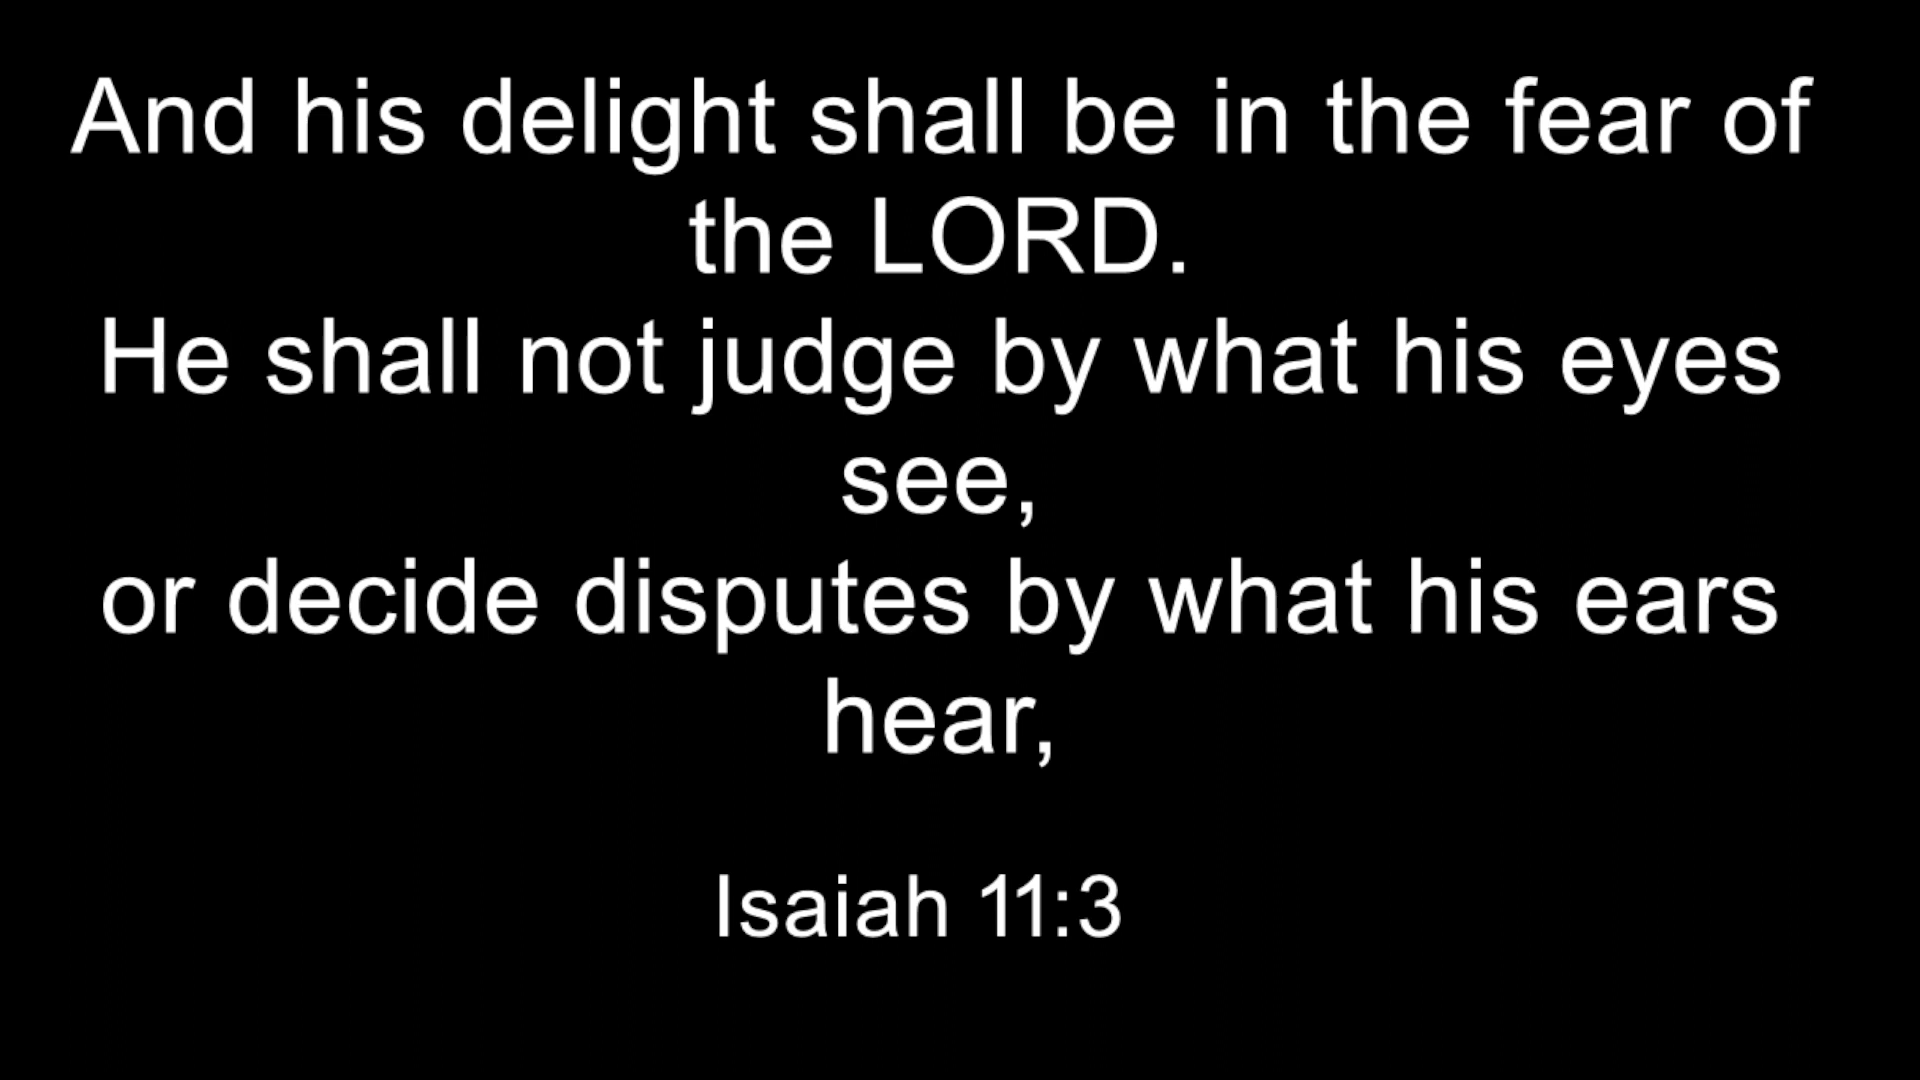 And his delight shall be in the fear of
the LORD.
He shall not judge by what his eyes
see,
or decide disputes by what his ears
hear,
Isaiah 11:3